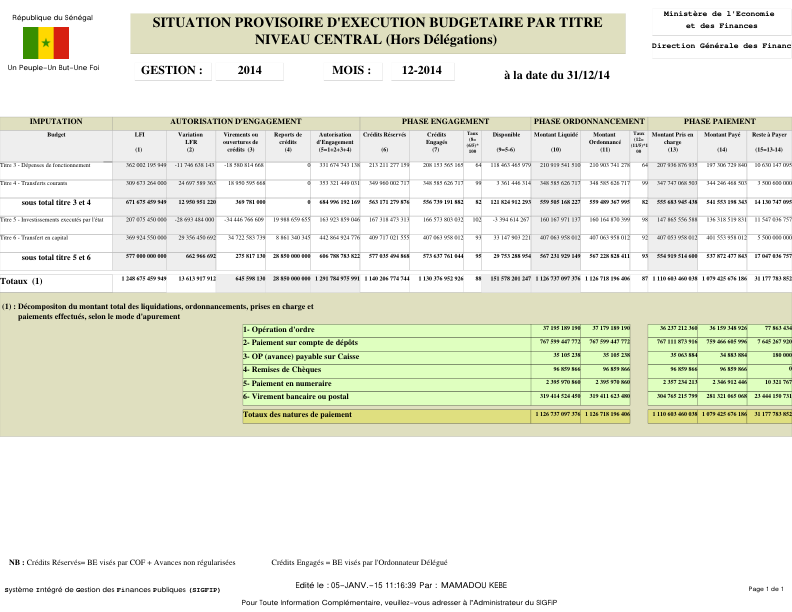 République du Sénégal
Un Peuple-Un But-Une Foi
SITUATION PROVISOIRE D'EXECUTION BUDGETAIRE PAR TITRE
NIVEAU CENTRAL (Hors Délégations)
Ministère de l'Economie
et des Finances
Direction Générale des Financ
GESTION : 2014 MOIS : 12-2014 à la date du 31/12/14
IMPUTATION AUTORISATION D'ENGAGEMENT PHASE ENGAGEMENT PHASE ORDONNANCEMENT PHASE PAIEMENT
Budget LFI (1) Variation LFR (2) Virements ou ouvertures de crédits (3) Reports de crédits (4) Autorisation d'Engagement (5=1+2+3+4) Crédits Réservés (6) Crédits Engagés (7) Taux (8=(6/5)*100 Disponible (9=5-6) Montant Liquidé (10) Montant Ordonnancé (11) Taux (12=(11/5)*100 Montant Pris en charge (13) Montant Payé (14) Reste à Payer (15=13-14)
Titre 3 - Dépenses de fonctionnement 362 002 195 949 -11 746 638 143 -18 580 814 668 0 331 674 743 138 213 211 277 159 208 153 565 165 64 118 463 465 979 210 919 541 510 210 903 741 278 64 207 936 876 935 197 306 729 840 10 630 147 095
Titre 4 - Transferts courants 309 673 264 000 24 697 589 363 18 950 595 668 0 353 321 449 031 349 960 002 717 348 585 626 717 99 3 361 446 314 348 585 626 717 348 585 626 717 99 347 747 068 503 344 246 468 503 3 500 600 000
sous total titre 3 et 4 671 675 459 949 12 950 951 220 369 781 000 0 684 996 192 169 563 171 279 876 556 739 191 882 82 121 824 912 293 559 505 168 227 559 489 367 995 82 555 683 945 438 541 553 198 343 14 130 747 095
Titre 5 - Investissements executés par l'état 207 075 450 000 -28 693 484 000 -34 446 766 609 19 988 659 655 163 923 859 046 167 318 473 313 166 573 803 032 102 -3 394 614 267 160 167 971 137 160 164 870 399 98 147 865 556 588 136 318 519 831 11 547 036 757
Titre 6 - Transfert en capital 369 924 550 000 29 356 450 692 34 722 583 739 8 861 340 345 442 864 924 776 409 717 021 555 407 063 958 012 93 33 147 903 221 407 063 958 012 407 063 958 012 92 407 053 958 012 401 553 958 012 5 500 000 000
sous total titre 5 et 6 577 000 000 000 662 966 692 275 817 130 28 850 000 000 606 788 783 822 577 035 494 868 573 637 761 044 95 29 753 288 954 567 231 929 149 567 228 828 411 93 554 919 514 600 537 872 477 843 17 047 036 757
Totaux (1) 1 248 675 459 949 13 613 917 912 645 598 130 28 850 000 000 1 291 784 975 991 1 140 206 774 744 1 130 376 952 926 88 151 578 201 247 1 126 737 097 376 1 126 718 196 406 87 1 110 603 460 038 1 079 425 676 186 31 177 783 852
(1) : Décompositon du montant total des liquidations, ordonnancements, prises en charge et
paiements effectués, selon le mode d'apurement
1- Opération d'ordre 37 195 189 190 37 179 189 190 36 237 212 360 36 159 348 926 77 863 434
2- Paiement sur compte de dépôts 767 599 447 772 767 599 447 772 767 111 873 916 759 466 605 996 7 645 267 920
3- OP (avance) payable sur Caisse 35 105 238 35 105 238 35 063 884 34 883 884 180 000
4- Remises de Chèques 96 859 866 96 859 866 96 859 866 96 859 866 0
5- Paiement en numeraire 2 395 970 860 2 395 970 860 2 357 234 213 2 346 912 446 10 321 767
6- Virement bancaire ou postal 319 414 524 450 319 411 623 480 304 765 215 799 281 321 065 068 23 444 150 731
Totaux des natures de paiement 1 126 737 097 376 1 126 718 196 406 1 110 603 460 038 1 079 425 676 186 31 177 783 852
NB : Crédits Réservés= BE visés par COF + Avances non régularisées Crédits Engagés = BE visés par l'Ordonnateur Délégué
Système Intégré de Gestion des Finances Publiques (SIGFIP) Edité le : 05-JANV.-15 11:16:39 Par : MAMADOU KEBE Page 1 de 1
Pour Toute Information Complémentaire, veuillez-vous adresser à l'Administrateur du SIGFIP